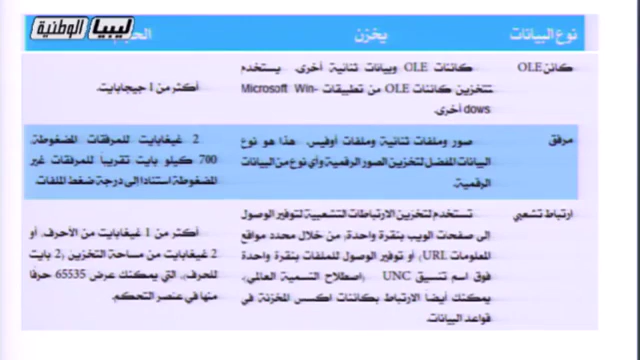 ليبيا الوطنية
نوع البيانات يخزن
كائن OLE كائنات OLE وبيانات ثنائية أخرى. يستخدم
لتخزين كائنات OLE من تطبيقات Microsoft Win-
dows أخرى.
أكثر من 1 جيجابايت.
مرفق صور وملفات ثنائية وملفات أوفيس. هذا هو نوع
البيانات المفضل لتخزين الصور الرقمية وأي نوع من البيانات
الرقمية.
2 غيغابايت للمرفقات المضغوطة.
700 كيلو بايت تقريباً للمرفقات غير
المضغوطة استنادا إلى درجة ضغط الملفات.
ارتباط تشعبي تستخدم لتخزين الارتباطات التشعبية لتوفير الوصول
إلى صفحات الويب بنقرة واحدة، من خلال محدد مواقع
المعلومات URL) أو توفير الوصول للملفات بنقرة واحدة
فوق اسم تنسيق UNC (اصطلاح التسمية العالمي).
يمكنك أيضا الارتباط بكائنات اكسس المخزنة في
قواعد البيانات.
أكثر من 1 غيغابايت من الأحرف، أو
2 غيغابايت من مساحة التخزين (2 بايت
للحرف)، التي يمكنك عرض 65535 حرفا
منها في عنصر التحكم.